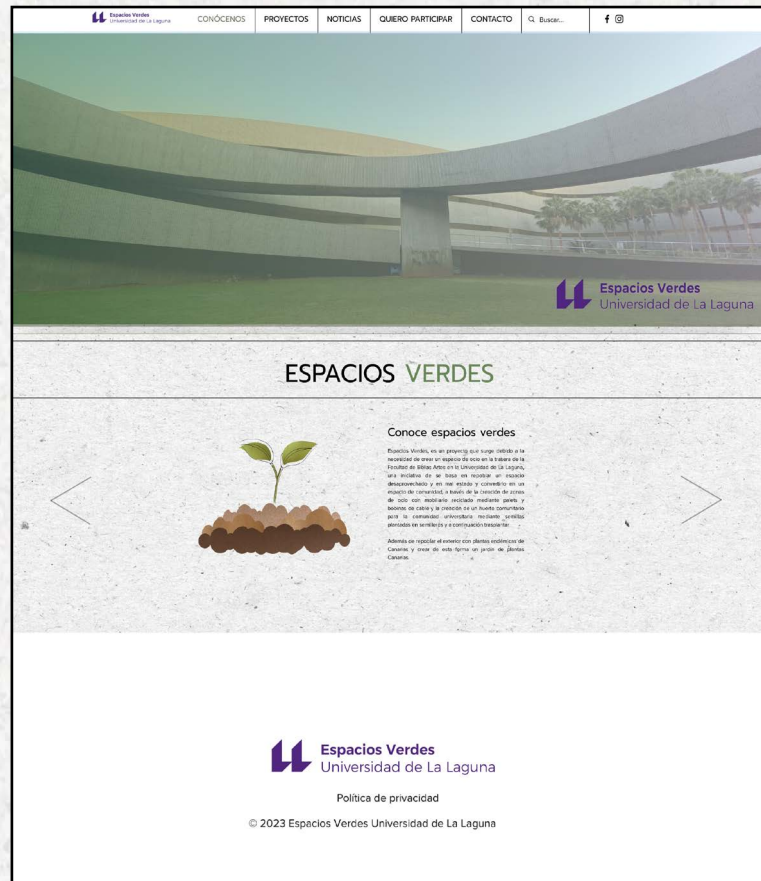 Espacios Verdes
Universidad de La Laguna
CONÓCENOS
PROYECTOS
NOTICIAS
QUIERO PARTICIPAR
CONTACTO
Buscar...
Espacios Verdes
Universidad de La Laguna
ESPACIOS VERDES
Conoce espacios verdes
Espacios Verdes, es un proyecto que surge debido a la
necesidad de crear un espacio de ocio en la trasera de la
Facultad de Bellas Artes en la Universidad de La Laguna,
una iniciativa de se basa en repoblar un espacio
desaprovechado y en mal estado y convertirlo en un
espacio de comunidad, a través de la creación de zonas
de ocio con mobiliario reciclado mediante palets y
bobinas de cable y la creación de un huerto comunitario
para la comunidad universitaria mediante semillas
plantadas en semilleros y a continuación trasplantar.
Además de repoblar el exterior con plantas endémicas de
Canarias y crear de esta forma un jardín de plantas
Canarias.
Espacios Verdes
Universidad de La Laguna
Política de privacidad
© 2023 Espacios Verdes Universidad de La Laguna